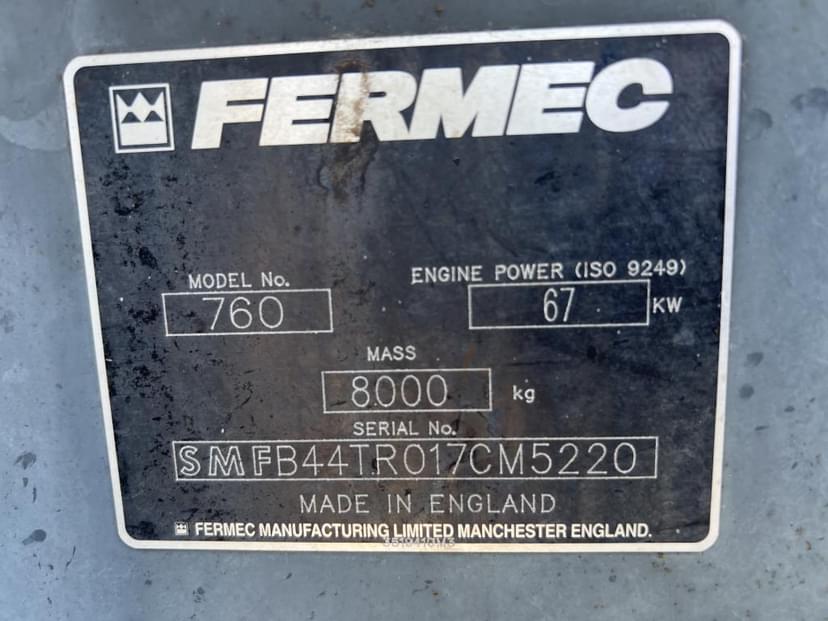 FERMEC
MODEL No.
760
ENGINE POWER (ISO 9249)
67 KW
MASS
8000 kg
SERIAL No.
SMFB44TR017CM5220
MADE IN ENGLAND
FERMEC MANUFACTURING LIMITED MANCHESTER ENGLAND.